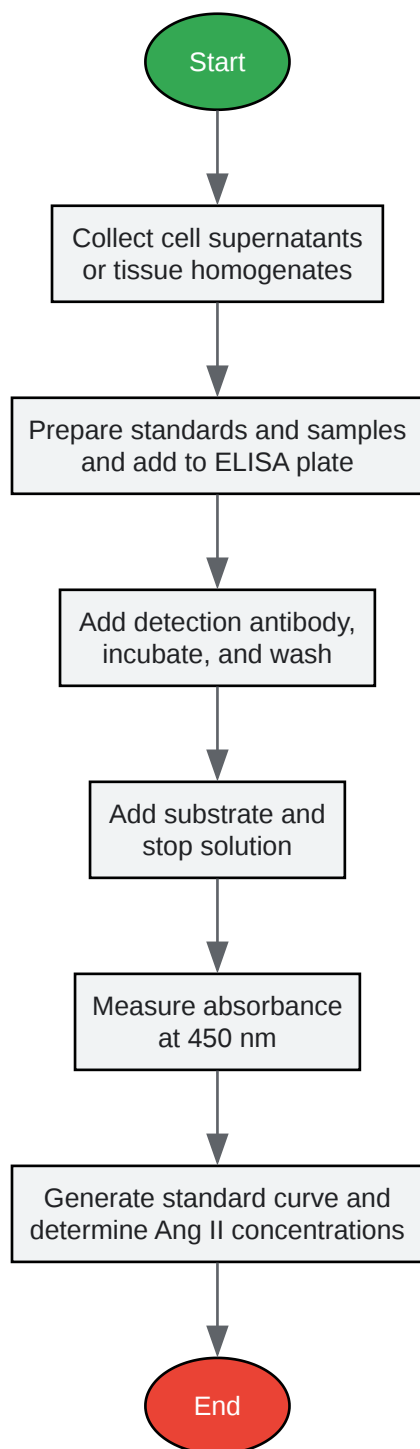 Start
Collect cell supernatants
or tissue homogenates
Prepare standards and samples
and add to ELISA plate
Add detection antibody,
incubate, and wash
Add substrate and
stop solution
Measure absorbance
at 450 nm
Generate standard curve and
determine Ang II concentrations
End